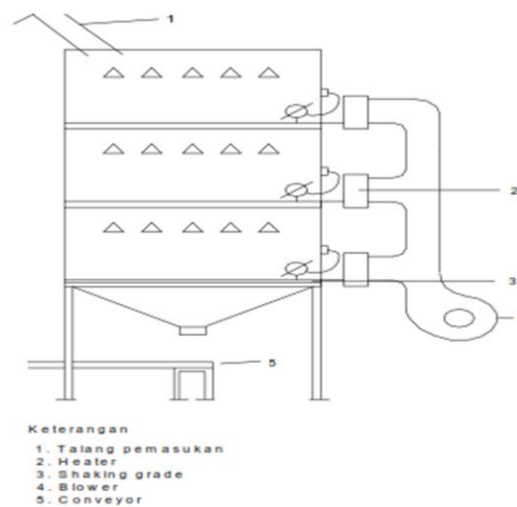 1
2
3
5
Keterangan
1. Talang pemasukan
2. Heater
3. Shaking grade
4. Blower
5. Conveyor